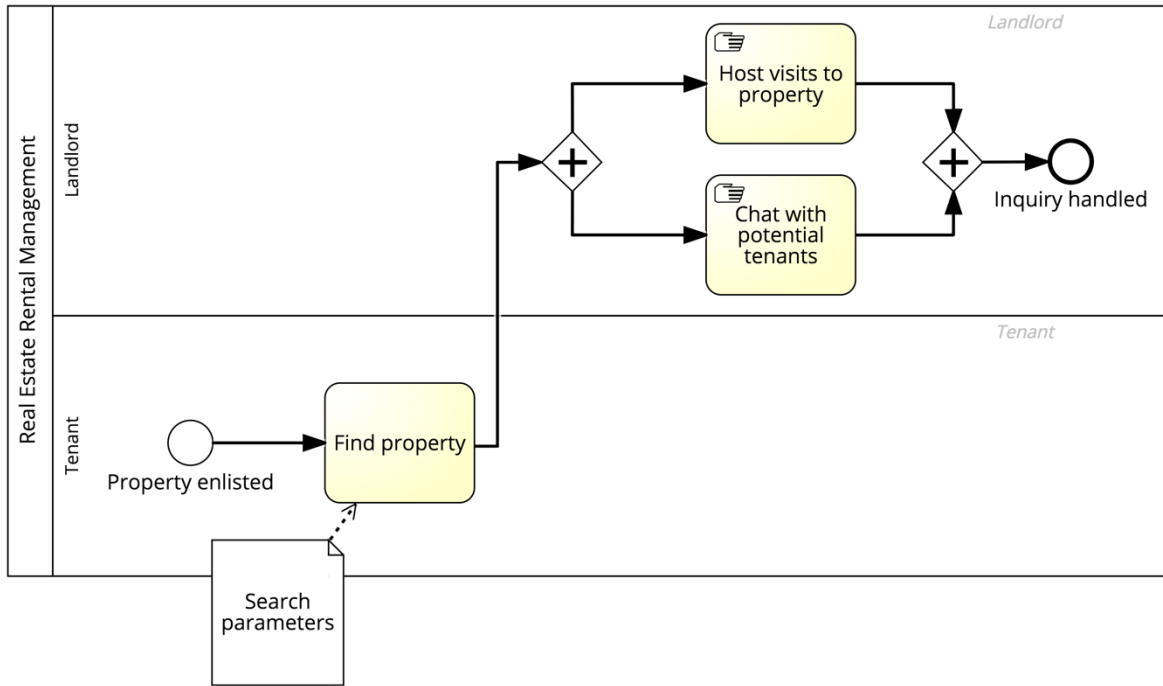 Real Estate Rental Management
Landlord
Landlord
Host visits to
property
Chat with
potential
tenants
Inquiry handled
Tenant
Tenant
Property enlisted
Find property
Search
parameters